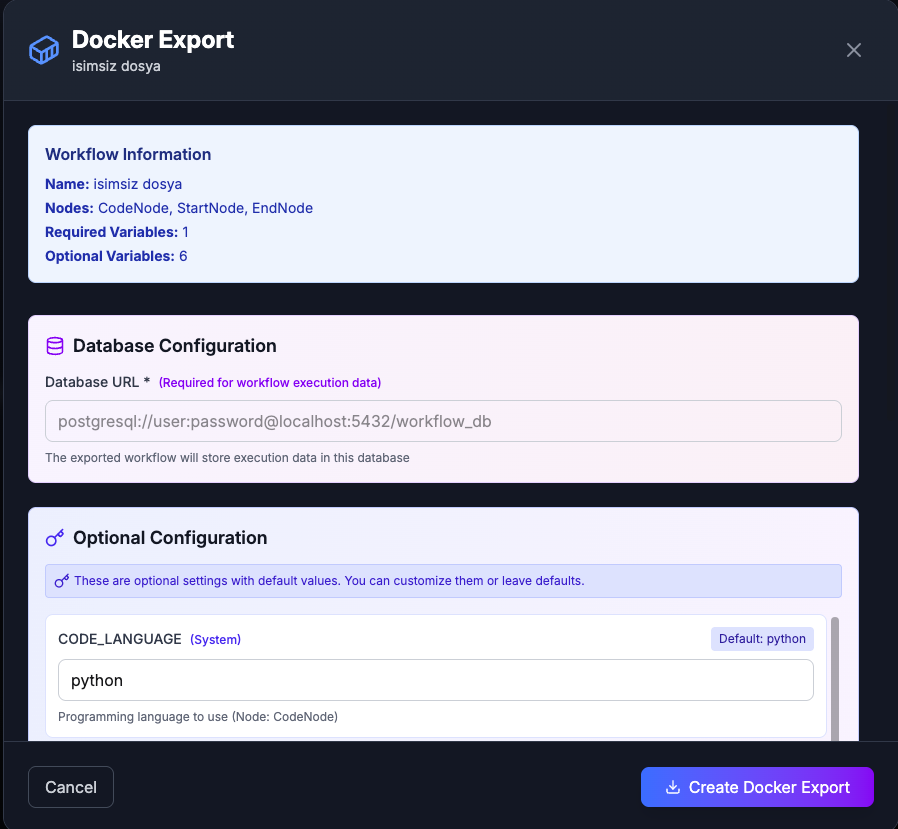 Docker Export
isimsiz dosya
Workflow Information
Name: isimsiz dosya
Nodes: CodeNode, StartNode, EndNode
Required Variables: 1
Optional Variables: 6
Database Configuration
Database URL * (Required for workflow execution data)
postgresql://user:password@localhost:5432/workflow_db
The exported workflow will store execution data in this database
Optional Configuration
These are optional settings with default values. You can customize them or leave defaults.
CODE_LANGUAGE (System) Default: python
python
Programming language to use (Node: CodeNode)
Cancel Create Docker Export